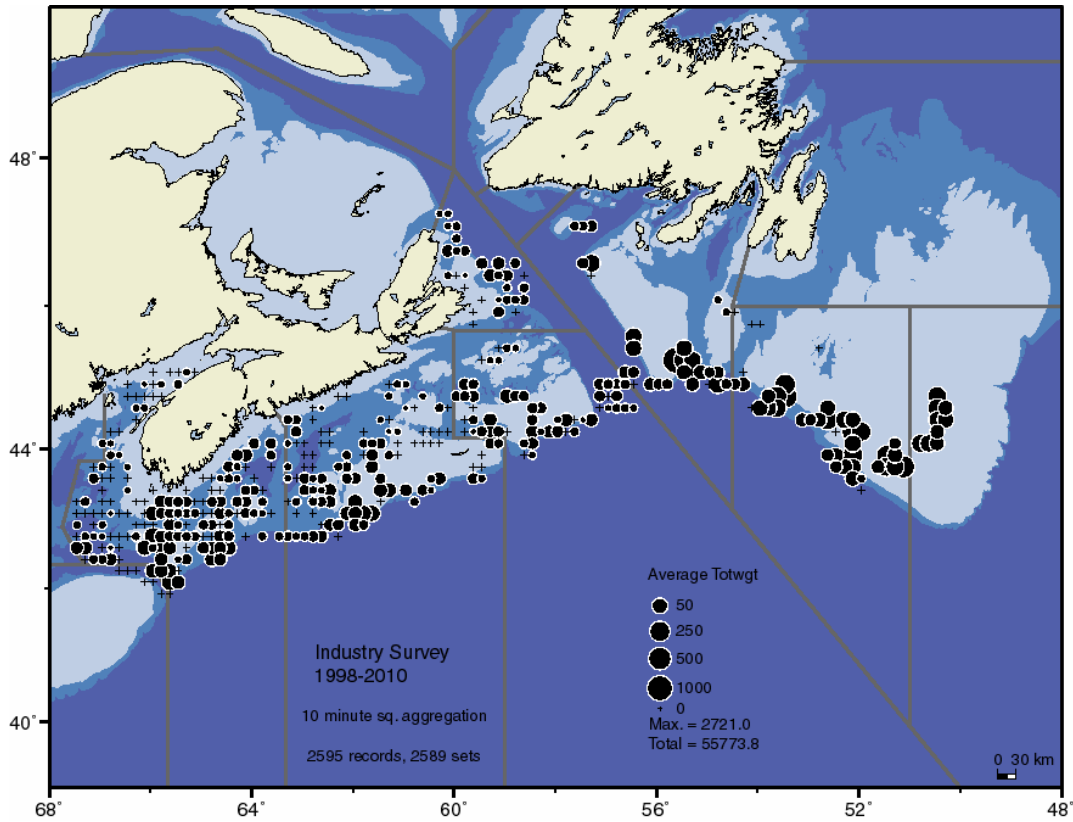 48°
44°
40°
Average Totwgt
50
250
500
1000
0
Max. = 2721.0
Total = 55773.8
Industry Survey
1998-2010
10 minute sq. aggregation
2595 records, 2589 sets
0 30 km
68° 64° 60° 56° 52° 48°